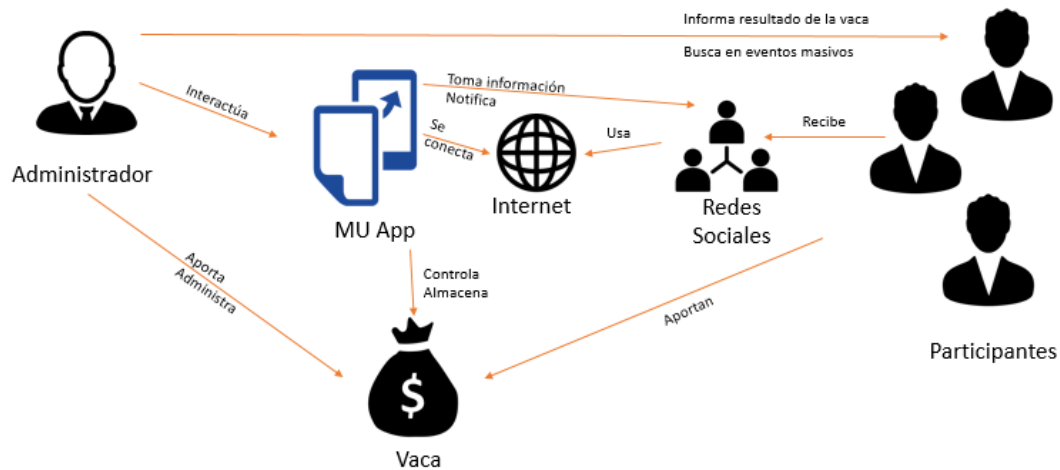 Informa resultado de la vaca
Busca en eventos masivos
Interactúa
Toma información
Notifica
Se
conecta
Usa
Recibe
Administrador
MU App
Internet
Redes
Sociales
Aporta
Administra
Controla
Almacena
Aportan
Participantes
$
Vaca